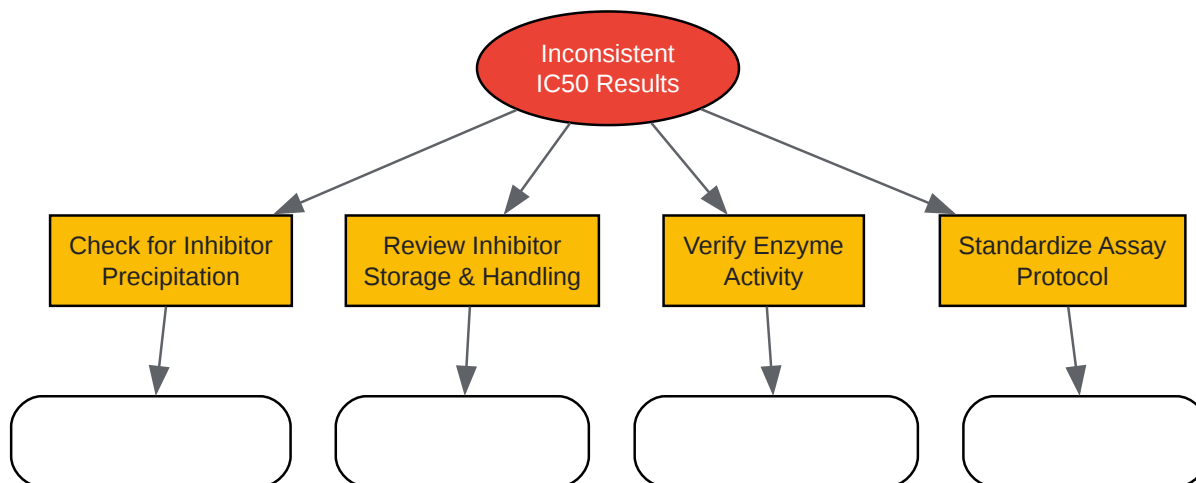 Inconsistent
IC50 Results
Check for Inhibitor
Precipitation
Review Inhibitor
Storage & Handling
Verify Enzyme
Activity
Standardize Assay
Protocol